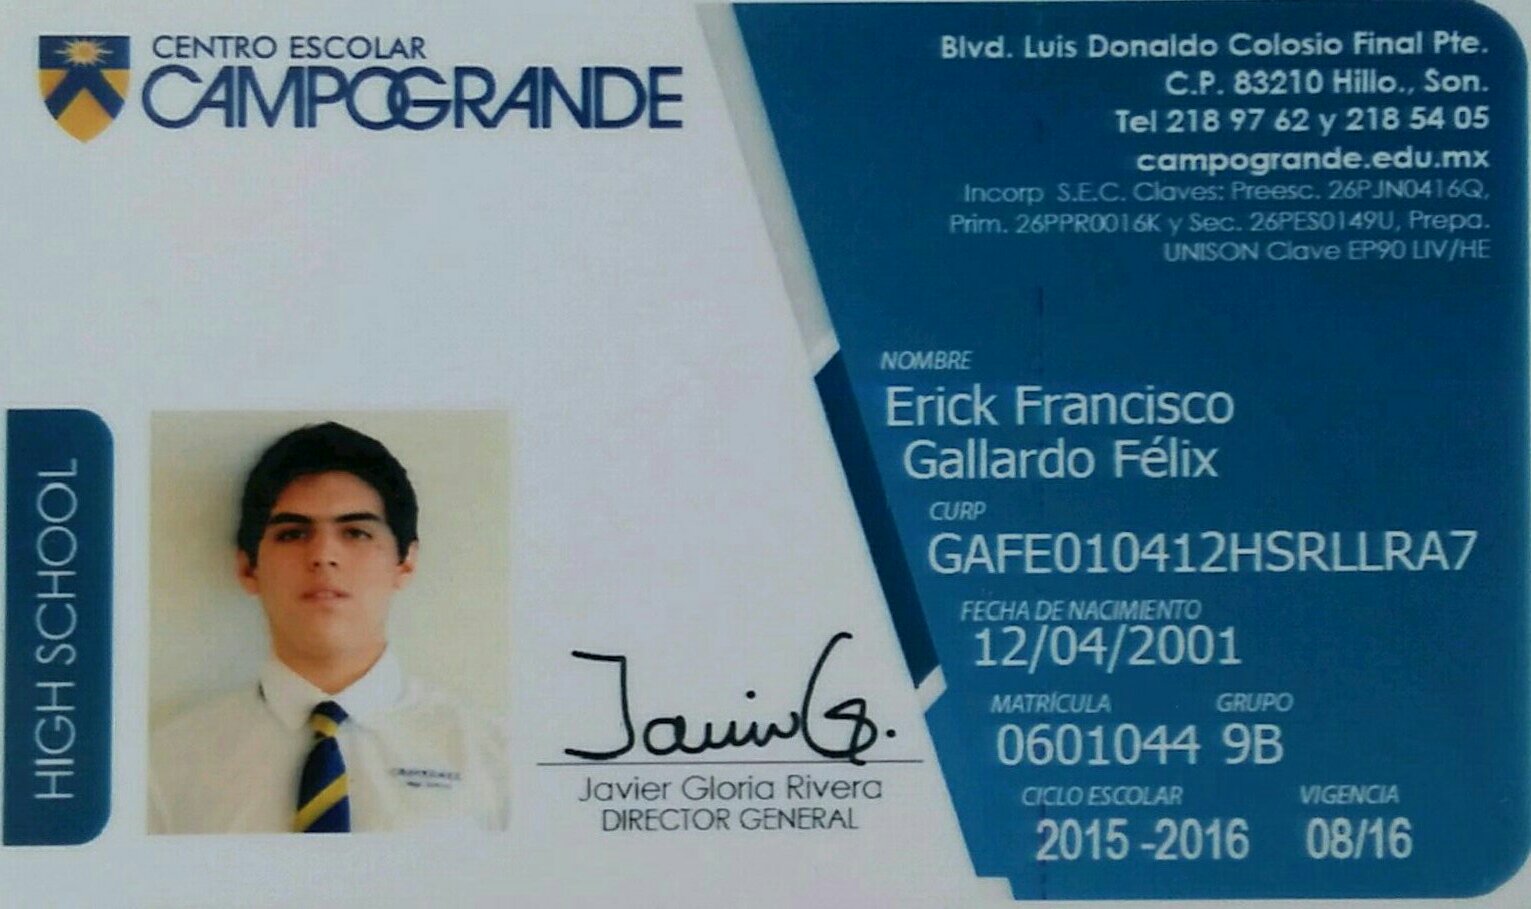 CENTRO ESCOLAR
CAMPOGRANDE
Blvd. Luis Donaldo Colosio Final Pte.
C.P. 83210 Hillo., Son.
Tel 218 97 62 y 218 54 05
campogrande.edu.mx
Incorp S.E.C. Claves: Preesc. 26PJN0416Q,
Prim. 26PPR0016K y Sec. 26PES0149U, Prepa.
UNISON Clave EP90 LIV/HE
NOMBRE
Erick Francisco
Gallardo Félix
CURP
GAFE010412HSRLLRA7
FECHA DE NACIMIENTO
12/04/2001
MATRÍCULA GRUPO
0601044 9B
CICLO ESCOLAR VIGENCIA
2015 -2016 08/16
HIGH SCHOOL
Javier G.
Javier Gloria Rivera
DIRECTOR GENERAL